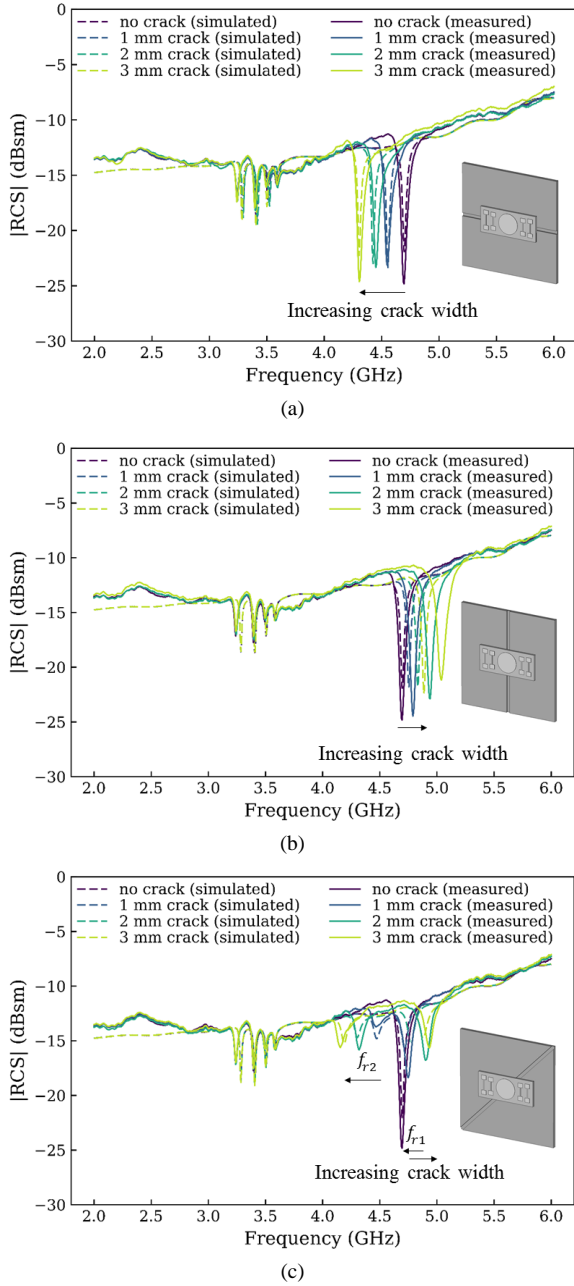 0
−5
−10
−15
−20
−25
−30
|RCS| (dBsm)
no crack (simulated) no crack (measured)
1 mm crack (simulated) 1 mm crack (measured)
2 mm crack (simulated) 2 mm crack (measured)
3 mm crack (simulated) 3 mm crack (measured)
Increasing crack width
2.0 2.5 3.0 3.5 4.0 4.5 5.0 5.5 6.0
Frequency (GHz)
(a)
0
−5
−10
−15
−20
−25
−30
|RCS| (dBsm)
no crack (simulated) no crack (measured)
1 mm crack (simulated) 1 mm crack (measured)
2 mm crack (simulated) 2 mm crack (measured)
3 mm crack (simulated) 3 mm crack (measured)
Increasing crack width
2.0 2.5 3.0 3.5 4.0 4.5 5.0 5.5 6.0
Frequency (GHz)
(b)
0
−5
−10
−15
−20
−25
−30
|RCS| (dBsm)
no crack (simulated) no crack (measured)
1 mm crack (simulated) 1 mm crack (measured)
2 mm crack (simulated) 2 mm crack (measured)
3 mm crack (simulated) 3 mm crack (measured)
f_{r2}
f_{r1}
Increasing crack width
2.0 2.5 3.0 3.5 4.0 4.5 5.0 5.5 6.0
Frequency (GHz)
(c)